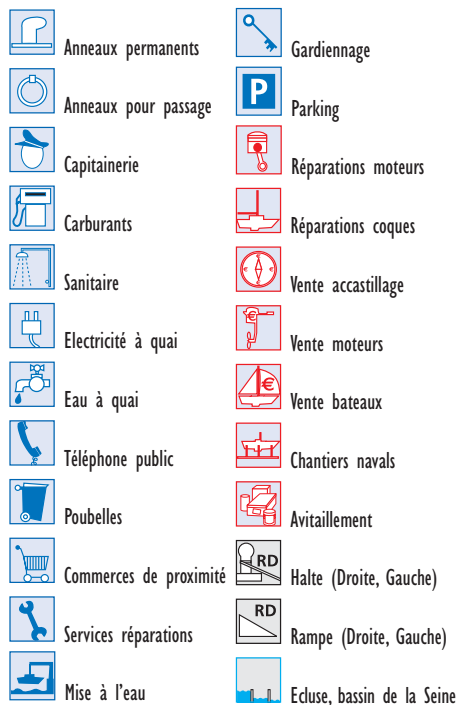 Anneaux permanents
Anneaux pour passage
Capitainerie
Carburants
Sanitaire
Electricité à quai
Eau à quai
Téléphone public
Poubelles
Commerces de proximité
Services réparations
Mise à l'eau
Gardiennage
P
Parking
Réparations moteurs
Réparations coques
Vente accastillage
€
Vente moteurs
€
Vente bateaux
Chantiers navals
Avitaillement
RD
Halte (Droite, Gauche)
RD
Rampe (Droite, Gauche)
Ecluse, bassin de la Seine